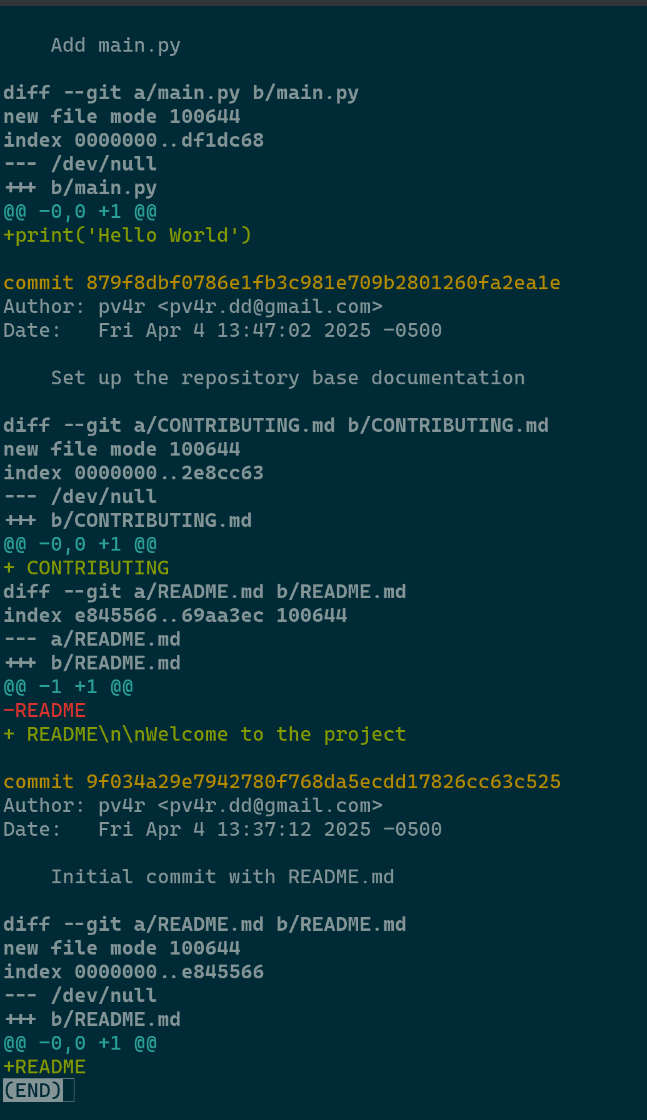 Add main.py

diff --git a/main.py b/main.py
new file mode 100644
index 0000000..df1dc68
--- /dev/null
+++ b/main.py
@@ -0,0 +1 @@
+print('Hello World')

commit 879f8dbf0786e1fb3c981e709b2801260fa2ea1e
Author: pv4r <pv4r.dd@gmail.com>
Date:   Fri Apr 4 13:47:02 2025 -0500

    Set up the repository base documentation

diff --git a/CONTRIBUTING.md b/CONTRIBUTING.md
new file mode 100644
index 0000000..2e8cc63
--- /dev/null
+++ b/CONTRIBUTING.md
@@ -0,0 +1 @@
+ CONTRIBUTING
diff --git a/README.md b/README.md
index e845566..69aa3ec 100644
--- a/README.md
+++ b/README.md
@@ -1 +1 @@
-README
+ README\n\nWelcome to the project

commit 9f034a29e7942780f768da5ecdd17826cc63c525
Author: pv4r <pv4r.dd@gmail.com>
Date:   Fri Apr 4 13:37:12 2025 -0500

    Initial commit with README.md

diff --git a/README.md b/README.md
new file mode 100644
index 0000000..e845566
--- /dev/null
+++ b/README.md
@@ -0,0 +1 @@
+README
(END)